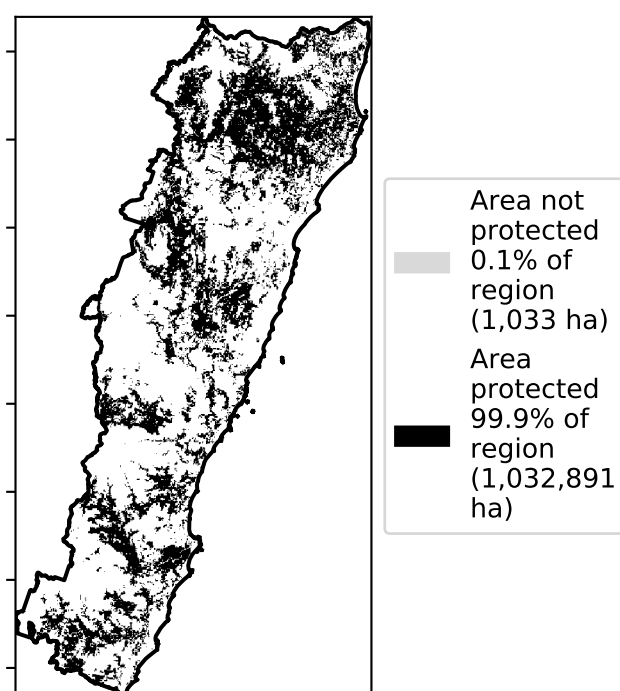 Area not
protected
0.1% of
region
(1,033 ha)
Area
protected
99.9% of
region
(1,032,891
ha)